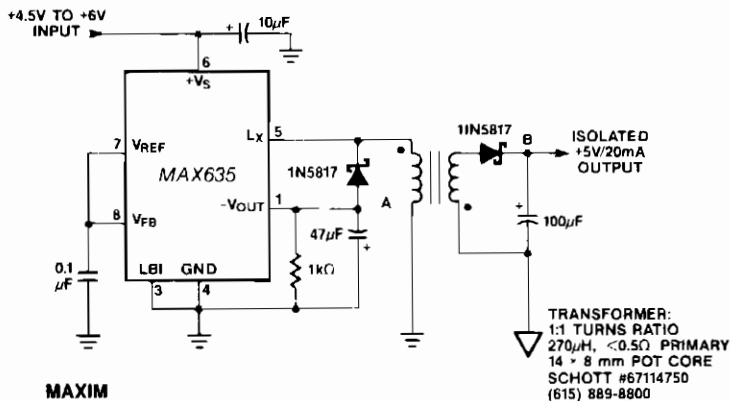 +4.5V TO +6V
INPUT
+
10µF
6
+VS
LX
5
11N5817
B
ISOLATED
+5V/20mA
OUTPUT
7
VREF
MAX635
1N5817
A
8
VFB
-VOUT
1
47µF
+
+
100µF
0.1
µF
LBI
GND
3
4
1kΩ
TRANSFORMER:
1:1 TURNS RATIO
270µH, <0.5Ω PRIMARY
14 × 8 mm POT CORE
SCHOTT #67114750
(615) 889-8800
MAXIM